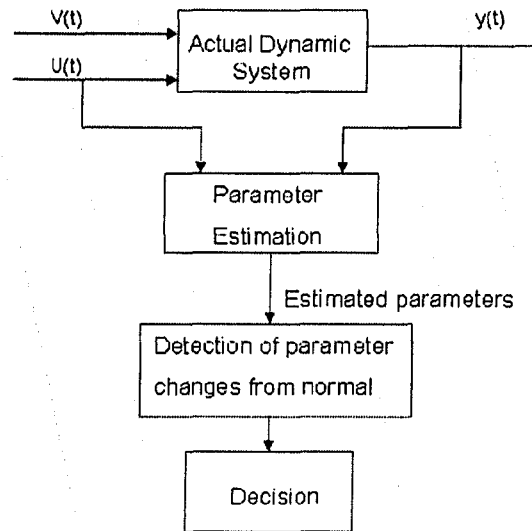 V(t)
y(t)
Actual Dynamic
System
U(t)
Parameter
Estimation
Estimated parameters
Detection of parameter
changes from normal
Decision